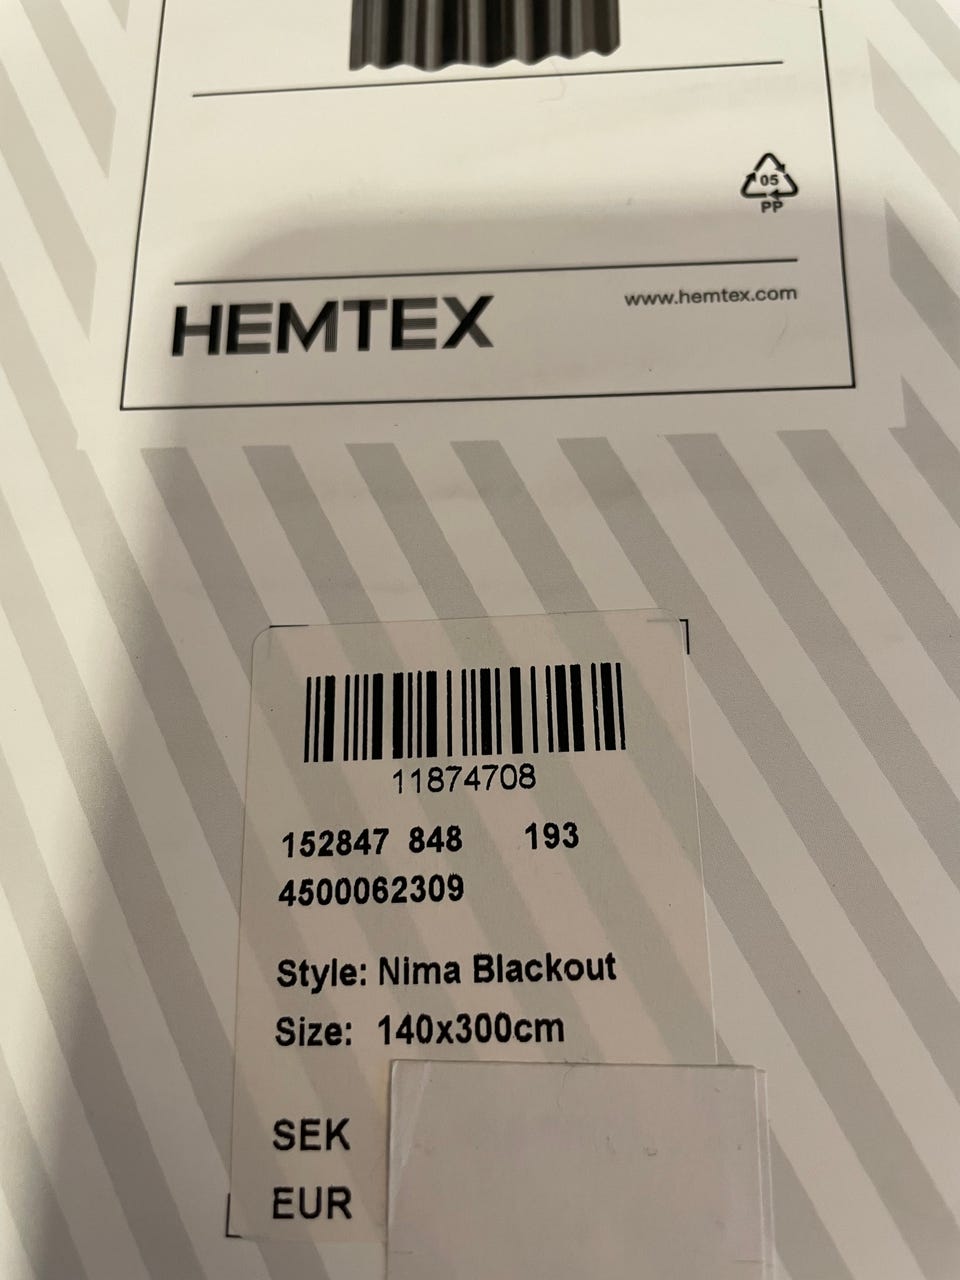 05
PP
HEMTEX
www.hemtex.com
11874708
152847 848 193
4500062309
Style: Nima Blackout
Size: 140x300cm
SEK
EUR